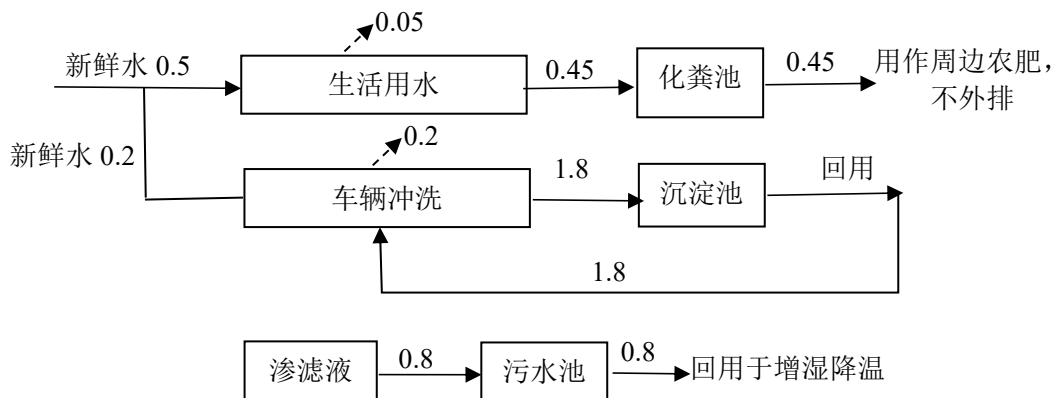 0.05
新鲜水 0.5
生活用水
0.45
化粪池
0.45
用作周边农肥，
不外排
新鲜水 0.2
0.2
车辆冲洗
1.8
沉淀池
回用
1.8
渗滤液
0.8
污水池
0.8
回用于增湿降温